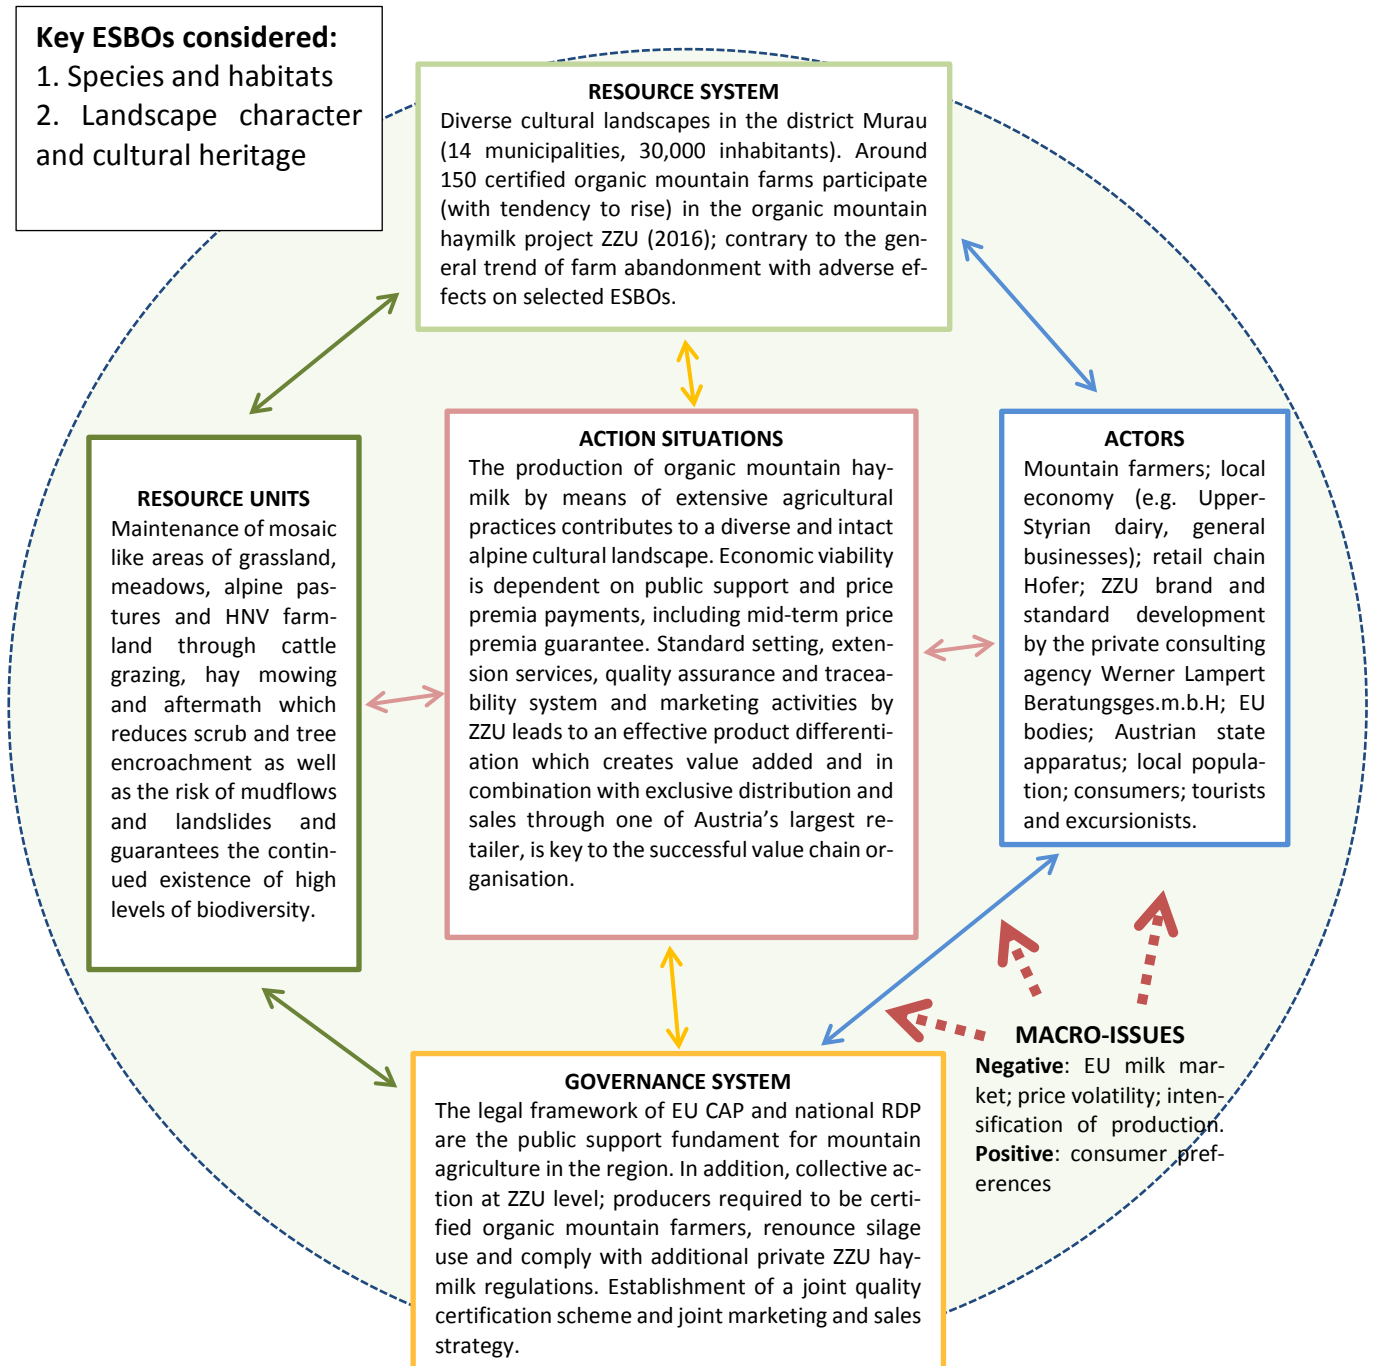 Key ESBOs considered:
1. Species and habitats
2. Landscape character
and cultural heritage
RESOURCE SYSTEM
Diverse cultural landscapes in the district Murau
(14 municipalities, 30,000 inhabitants). Around
150 certified organic mountain farms participate
(with tendency to rise) in the organic mountain
haymilk project ZZU (2016); contrary to the gen-
eral trend of farm abandonment with adverse ef-
fects on selected ESBOs.
RESOURCE UNITS
Maintenance of mosaic
like areas of grassland,
meadows, alpine pas-
tures and HNV farm-
land through cattle
grazing, hay mowing
and aftermath which
reduces scrub and tree
encroachment as well
as the risk of mudflows
and landslides and
guarantees the contin-
ued existence of high
levels of biodiversity.
ACTION SITUATIONS
The production of organic mountain hay-
milk by means of extensive agricultural
practices contributes to a diverse and intact
alpine cultural landscape. Economic viability
is dependent on public support and price
premia payments, including mid-term price
premia guarantee. Standard setting, exten-
sion services, quality assurance and tracea-
bility system and marketing activities by
ZZU leads to an effective product differenti-
ation which creates value added and in
combination with exclusive distribution and
sales through one of Austria’s largest re-
tailer, is key to the successful value chain or-
ganisation.
ACTORS
Mountain farmers; local
economy (e.g. Upper-
Styrian dairy, general
businesses); retail chain
Hofer; ZZU brand and
standard development
by the private consulting
agency Werner Lampert
Beratungsges.m.b.H; EU
bodies; Austrian state
apparatus; local popula-
tion; consumers; tourists
and excursionists.
MACRO-ISSUES
Negative: EU milk mar-
ket; price volatility; inten-
sification of production.
Positive: consumer pref-
erences
GOVERNANCE SYSTEM
The legal framework of EU CAP and national RDP
are the public support fundament for mountain
agriculture in the region. In addition, collective ac-
tion at ZZU level; producers required to be certi-
fied organic mountain farmers, renounce silage
use and comply with additional private ZZU hay-
milk regulations. Establishment of a joint quality
certification scheme and joint marketing and sales
strategy.